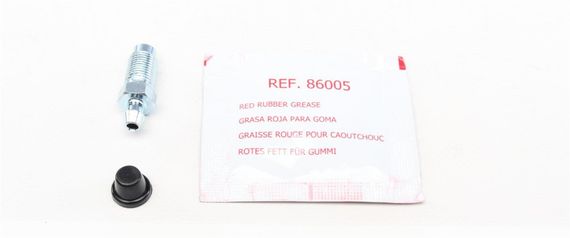 REF. 86005
RED RUBBER GREASE
GRASA ROJA PARA GOMA
GRAISSE ROUGE POUR CAOUTCHOUC
ROTES FETT FÜR GUMMI